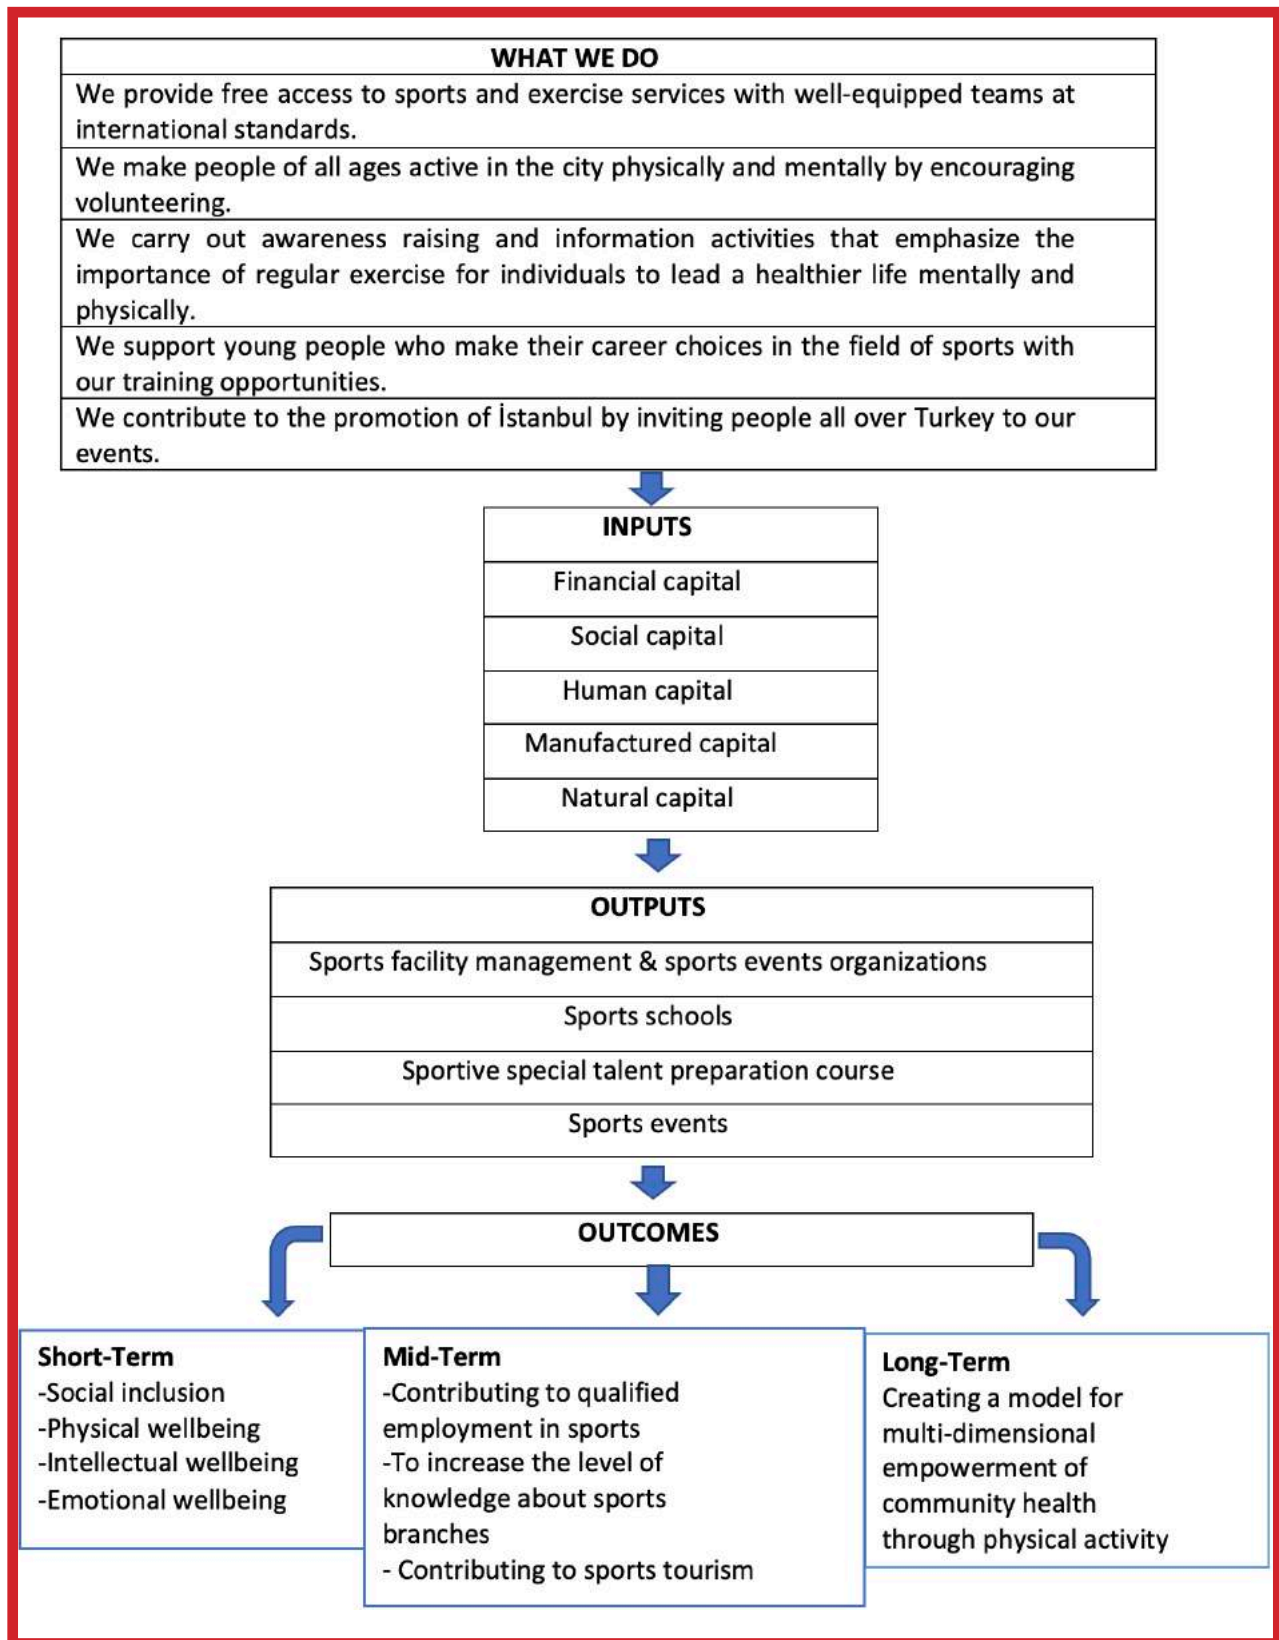 WHAT WE DO
We provide free access to sports and exercise services with well-equipped teams at
international standards.
We make people of all ages active in the city physically and mentally by encouraging
volunteering.
We carry out awareness raising and information activities that emphasize the
importance of regular exercise for individuals to lead a healthier life mentally and
physically.
We support young people who make their career choices in the field of sports with
our training opportunities.
We contribute to the promotion of İstanbul by inviting people all over Turkey to our
events.
INPUTS
Financial capital
Social capital
Human capital
Manufactured capital
Natural capital
OUTPUTS
Sports facility management & sports events organizations
Sports schools
Sportive special talent preparation course
Sports events
OUTCOMES
Short-Term
-Social inclusion
-Physical wellbeing
-Intellectual wellbeing
-Emotional wellbeing
Mid-Term
-Contributing to qualified
employment in sports
-To increase the level of
knowledge about sports
branches
- Contributing to sports tourism
Long-Term
Creating a model for
multi-dimensional
empowerment of
community health
through physical activity